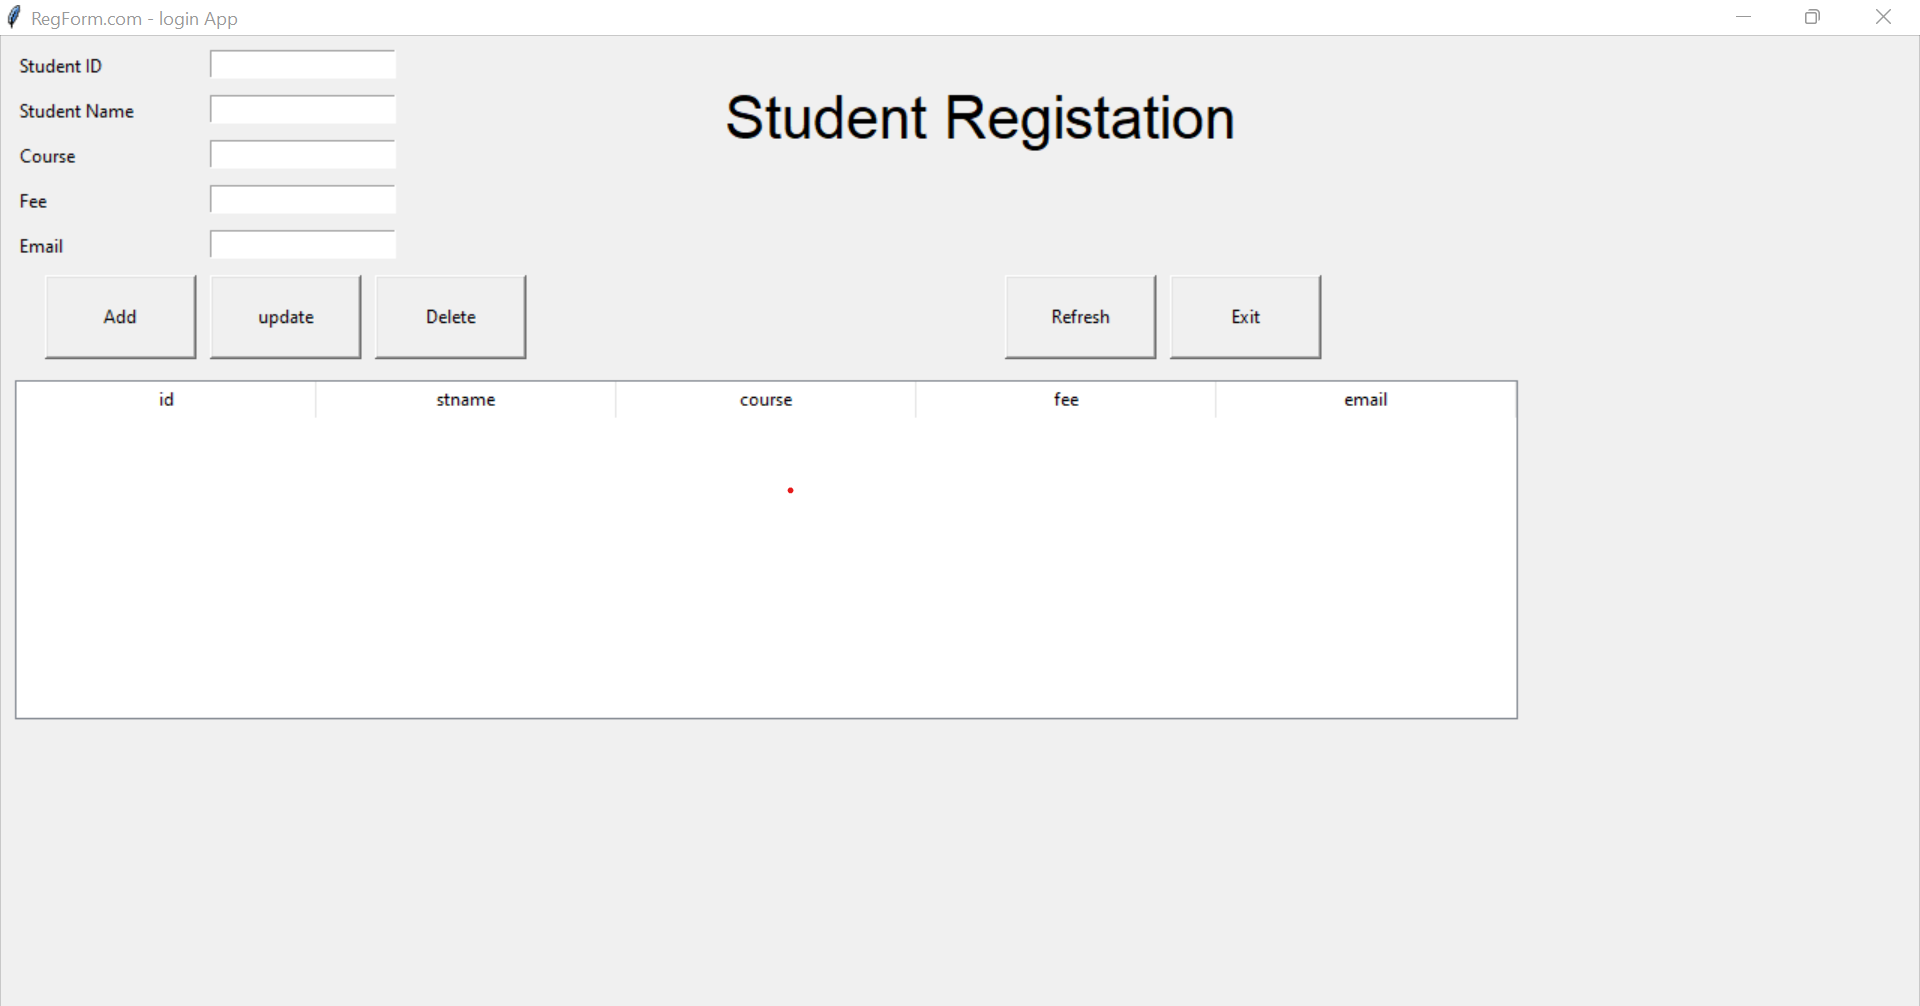 RegForm.com - login App
Student ID
Student Name
Student Registation
Course
Fee
Email
Add update Delete Refresh Exit
id stname course fee email